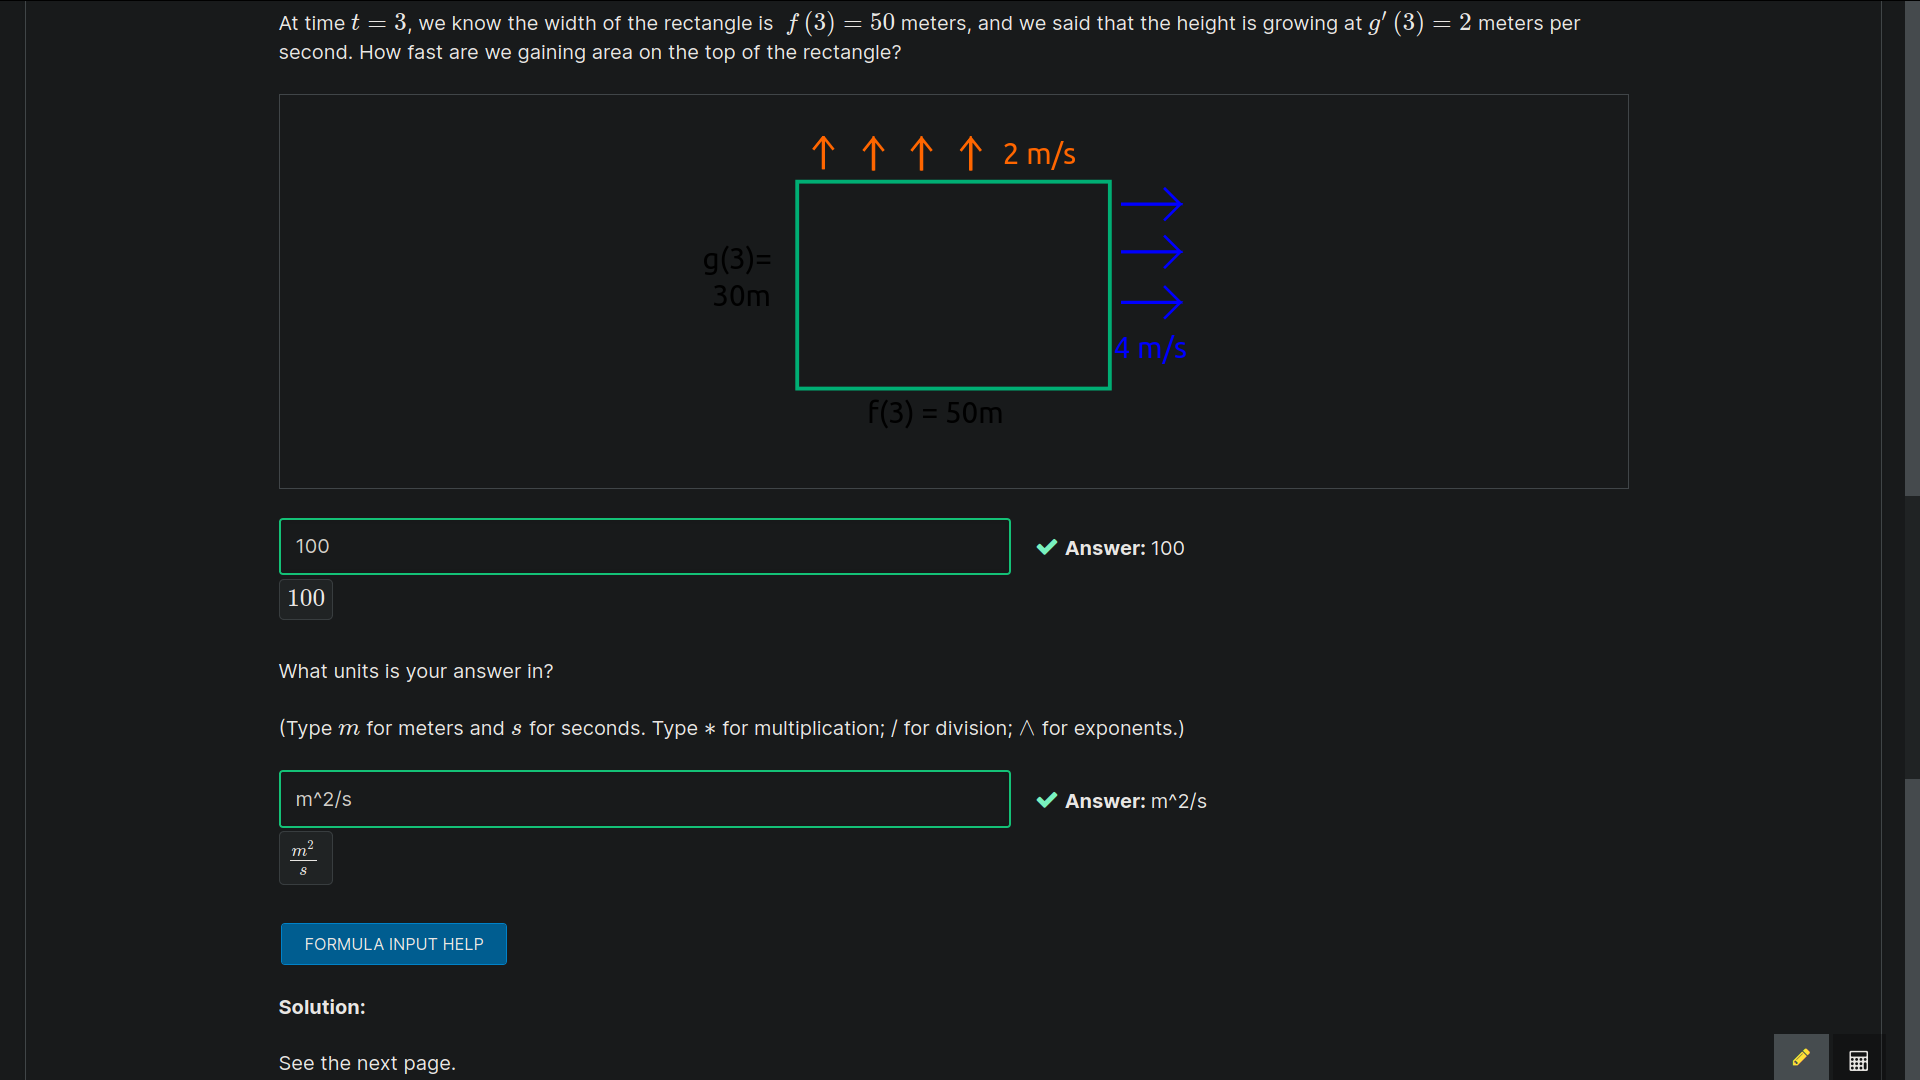 At time t = 3, we know the width of the rectangle is f (3) = 50 meters, and we said that the height is growing at g′ (3) = 2 meters per
second. How fast are we gaining area on the top of the rectangle?
↑ ↑ ↑ ↑ 2 m/s
g(3)=
30m
4 m/s
f(3) = 50m
100
✔ Answer: 100
100
What units is your answer in?
(Type m for meters and s for seconds. Type * for multiplication; / for division; ∧ for exponents.)
m^2/s
✔ Answer: m^2/s
m²/s
FORMULA INPUT HELP
Solution:
See the next page.